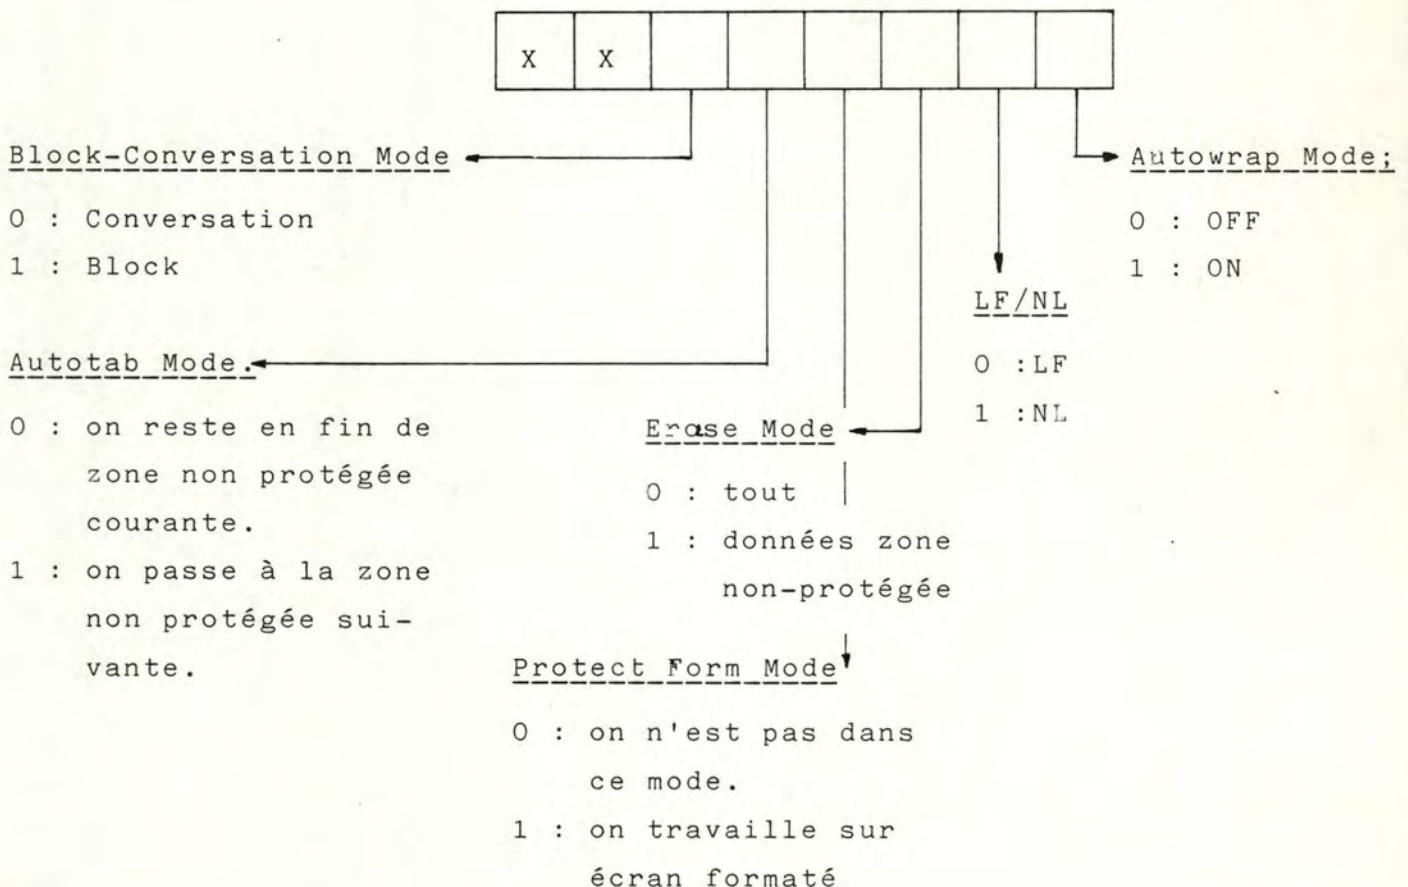 X X
Block-Conversation Mode
0 : Conversation
1 : Block
Autowrap Mode;
0 : OFF
1 : ON
LF/NL
0 :LF
1 :NL
Autotab Mode.
0 : on reste en fin de
zone non protégée
courante.
1 : on passe à la zone
non protégée sui-
vante.
Erase Mode
0 : tout
1 : données zone
non-protégée
Protect Form Mode
0 : on n'est pas dans
ce mode.
1 : on travaille sur
écran formaté